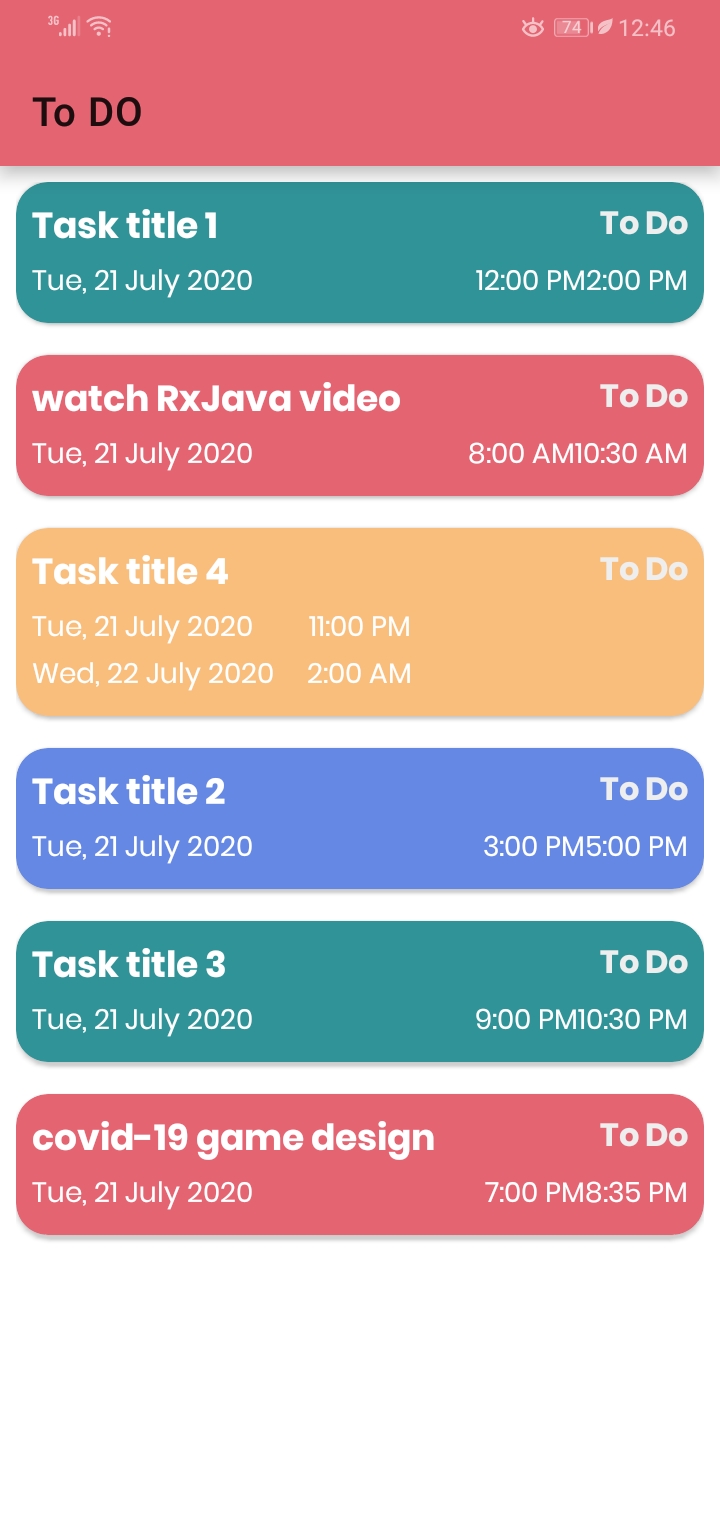 3G 74 12:46
To DO
Task title 1 To Do
Tue, 21 July 2020 12:00 PM2:00 PM
watch RxJava video To Do
Tue, 21 July 2020 8:00 AM10:30 AM
Task title 4 To Do
Tue, 21 July 2020 11:00 PM
Wed, 22 July 2020 2:00 AM
Task title 2 To Do
Tue, 21 July 2020 3:00 PM5:00 PM
Task title 3 To Do
Tue, 21 July 2020 9:00 PM10:30 PM
covid-19 game design To Do
Tue, 21 July 2020 7:00 PM8:35 PM